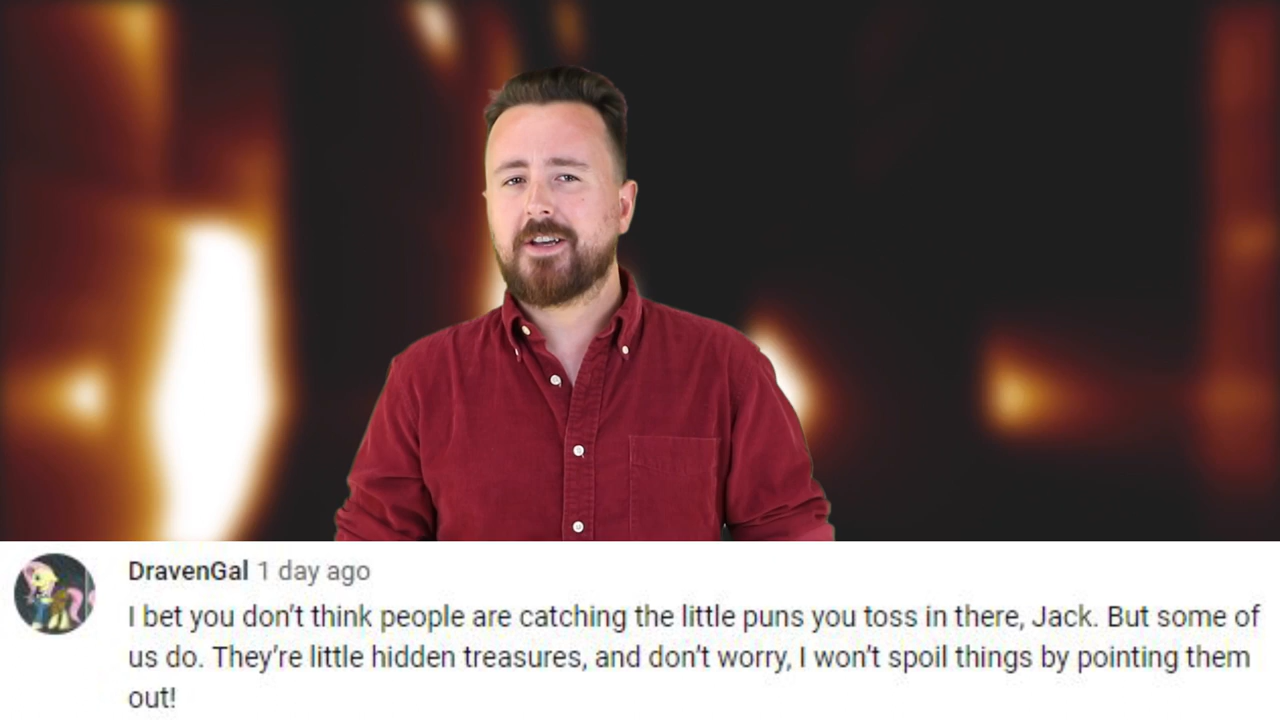 DravenGal 1 day ago
I bet you don't think people are catching the little puns you toss in there, Jack. But some of
us do. They're little hidden treasures, and don't worry, I won't spoil things by pointing them
out!